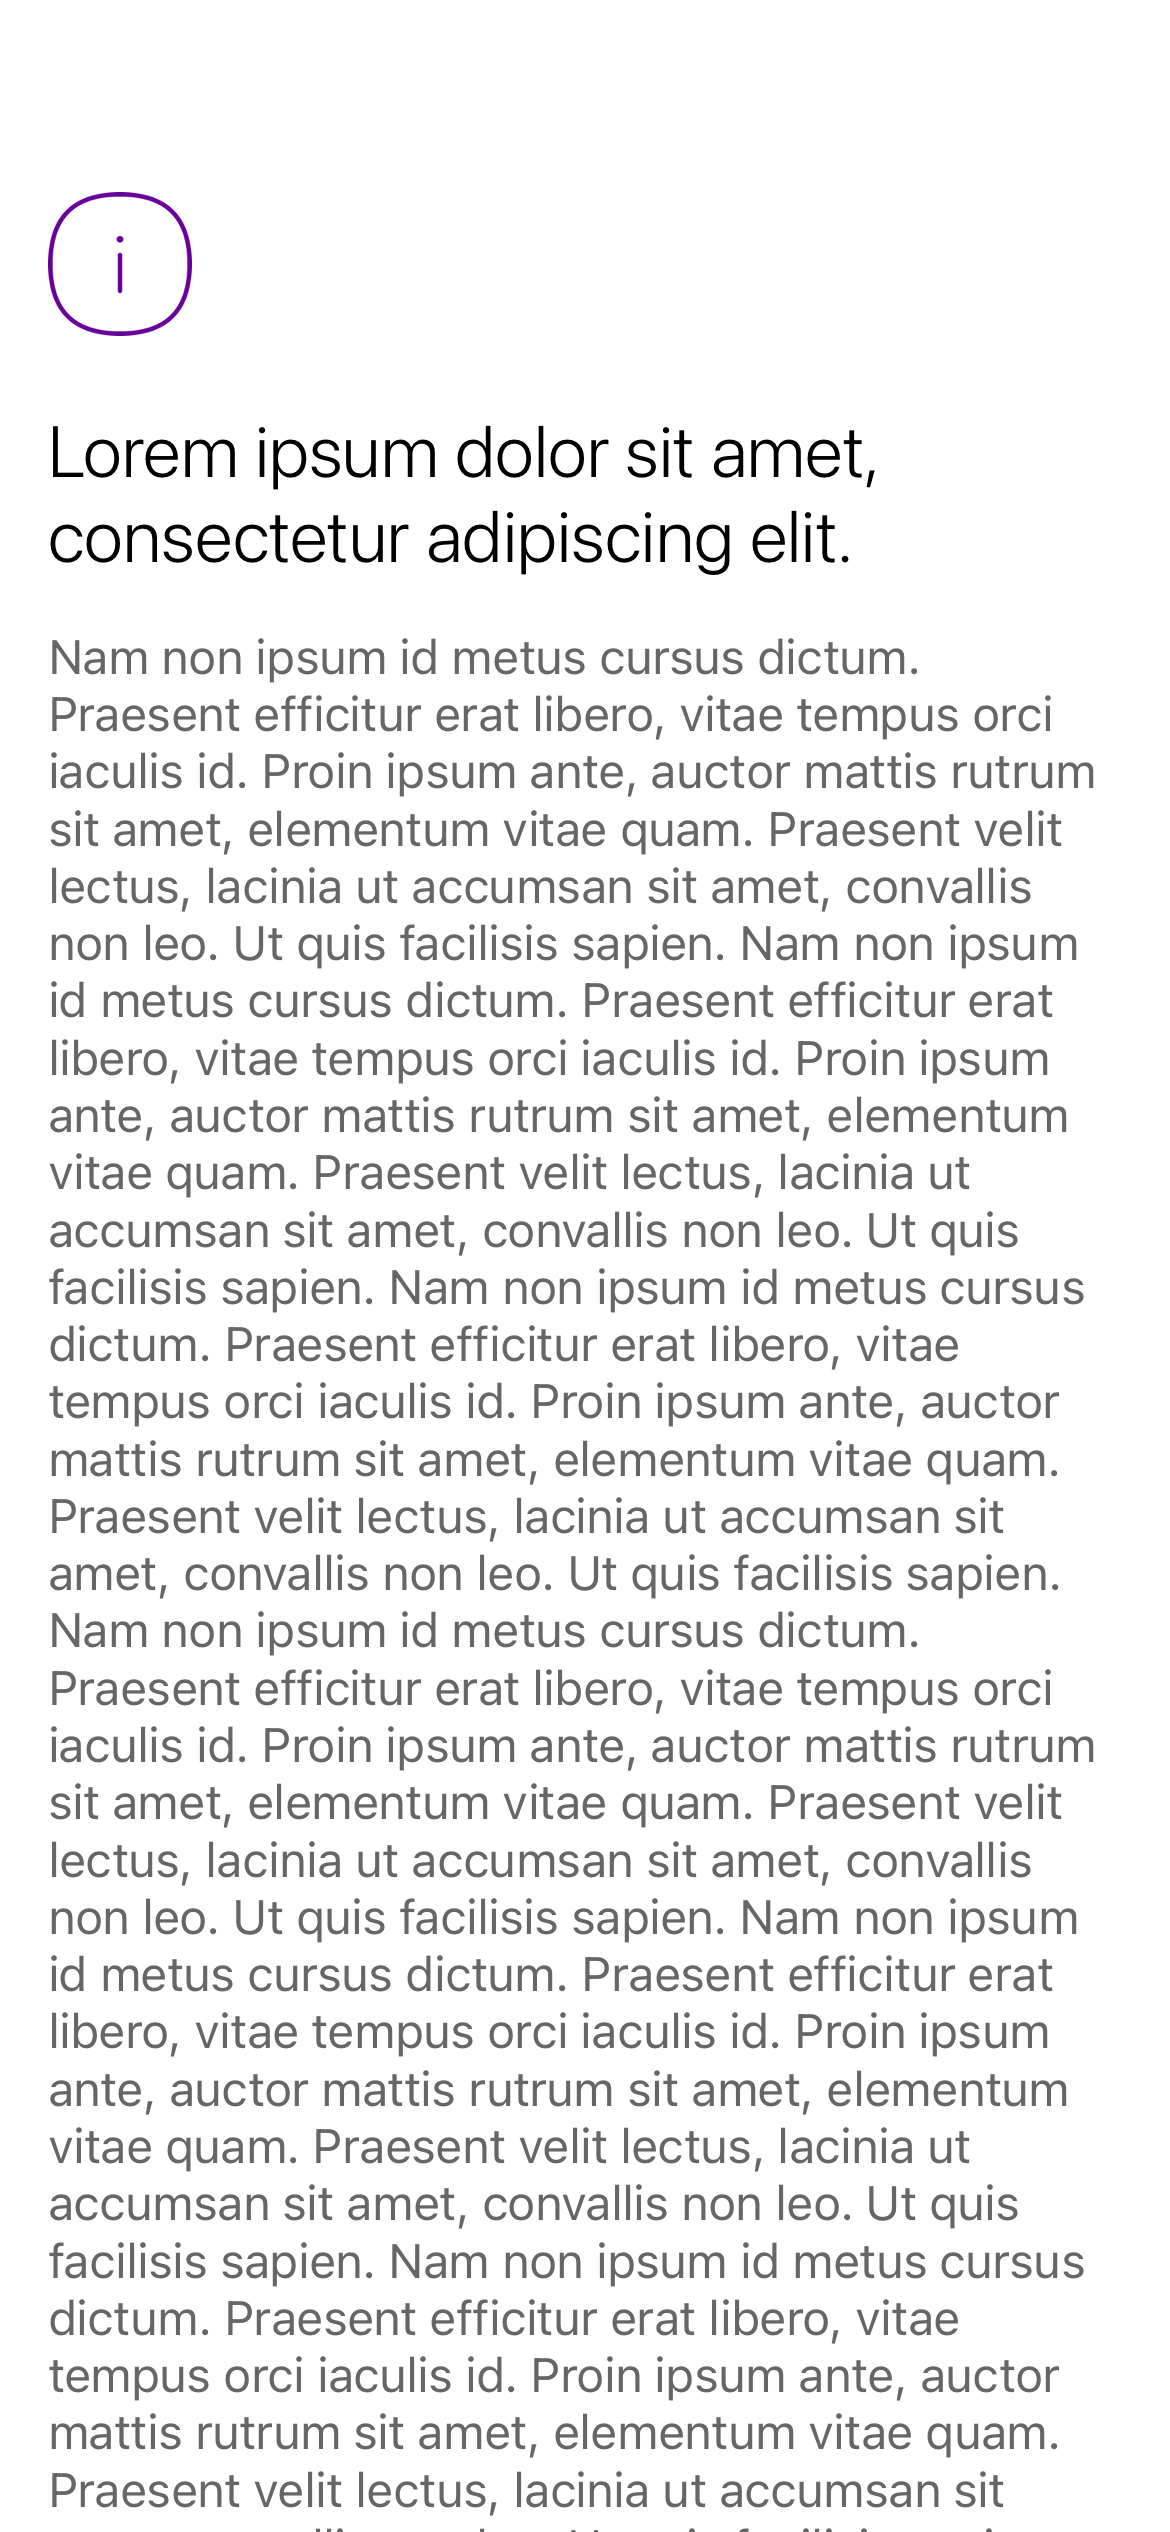 i
Lorem ipsum dolor sit amet,
consectetur adipiscing elit.
Nam non ipsum id metus cursus dictum.
Praesent efficitur erat libero, vitae tempus orci
iaculis id. Proin ipsum ante, auctor mattis rutrum
sit amet, elementum vitae quam. Praesent velit
lectus, lacinia ut accumsan sit amet, convallis
non leo. Ut quis facilisis sapien. Nam non ipsum
id metus cursus dictum. Praesent efficitur erat
libero, vitae tempus orci iaculis id. Proin ipsum
ante, auctor mattis rutrum sit amet, elementum
vitae quam. Praesent velit lectus, lacinia ut
accumsan sit amet, convallis non leo. Ut quis
facilisis sapien. Nam non ipsum id metus cursus
dictum. Praesent efficitur erat libero, vitae
tempus orci iaculis id. Proin ipsum ante, auctor
mattis rutrum sit amet, elementum vitae quam.
Praesent velit lectus, lacinia ut accumsan sit
amet, convallis non leo. Ut quis facilisis sapien.
Nam non ipsum id metus cursus dictum.
Praesent efficitur erat libero, vitae tempus orci
iaculis id. Proin ipsum ante, auctor mattis rutrum
sit amet, elementum vitae quam. Praesent velit
lectus, lacinia ut accumsan sit amet, convallis
non leo. Ut quis facilisis sapien. Nam non ipsum
id metus cursus dictum. Praesent efficitur erat
libero, vitae tempus orci iaculis id. Proin ipsum
ante, auctor mattis rutrum sit amet, elementum
vitae quam. Praesent velit lectus, lacinia ut
accumsan sit amet, convallis non leo. Ut quis
facilisis sapien. Nam non ipsum id metus cursus
dictum. Praesent efficitur erat libero, vitae
tempus orci iaculis id. Proin ipsum ante, auctor
mattis rutrum sit amet, elementum vitae quam.
Praesent velit lectus, lacinia ut accumsan sit